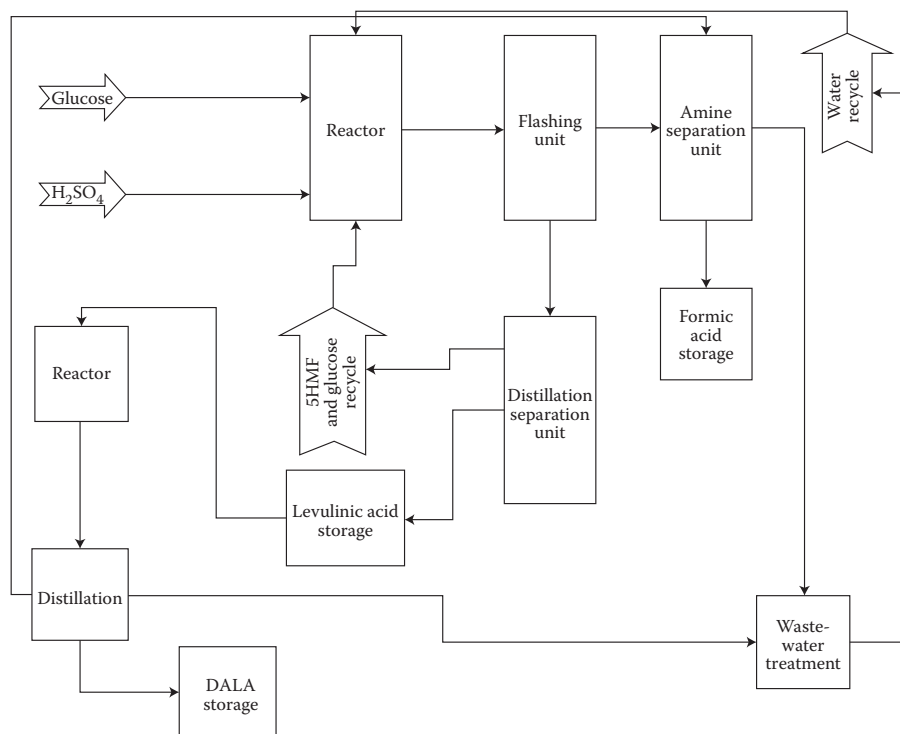 Glucose
H₂SO₄
Reactor
Flashing
unit
Amine
separation
unit
Water
recycle
Formic
acid
storage
Reactor
5HMF
and glucose
recycle
Distillation
separation
unit
Levulinic acid
storage
Distillation
Waste-
water
treatment
DALA
storage